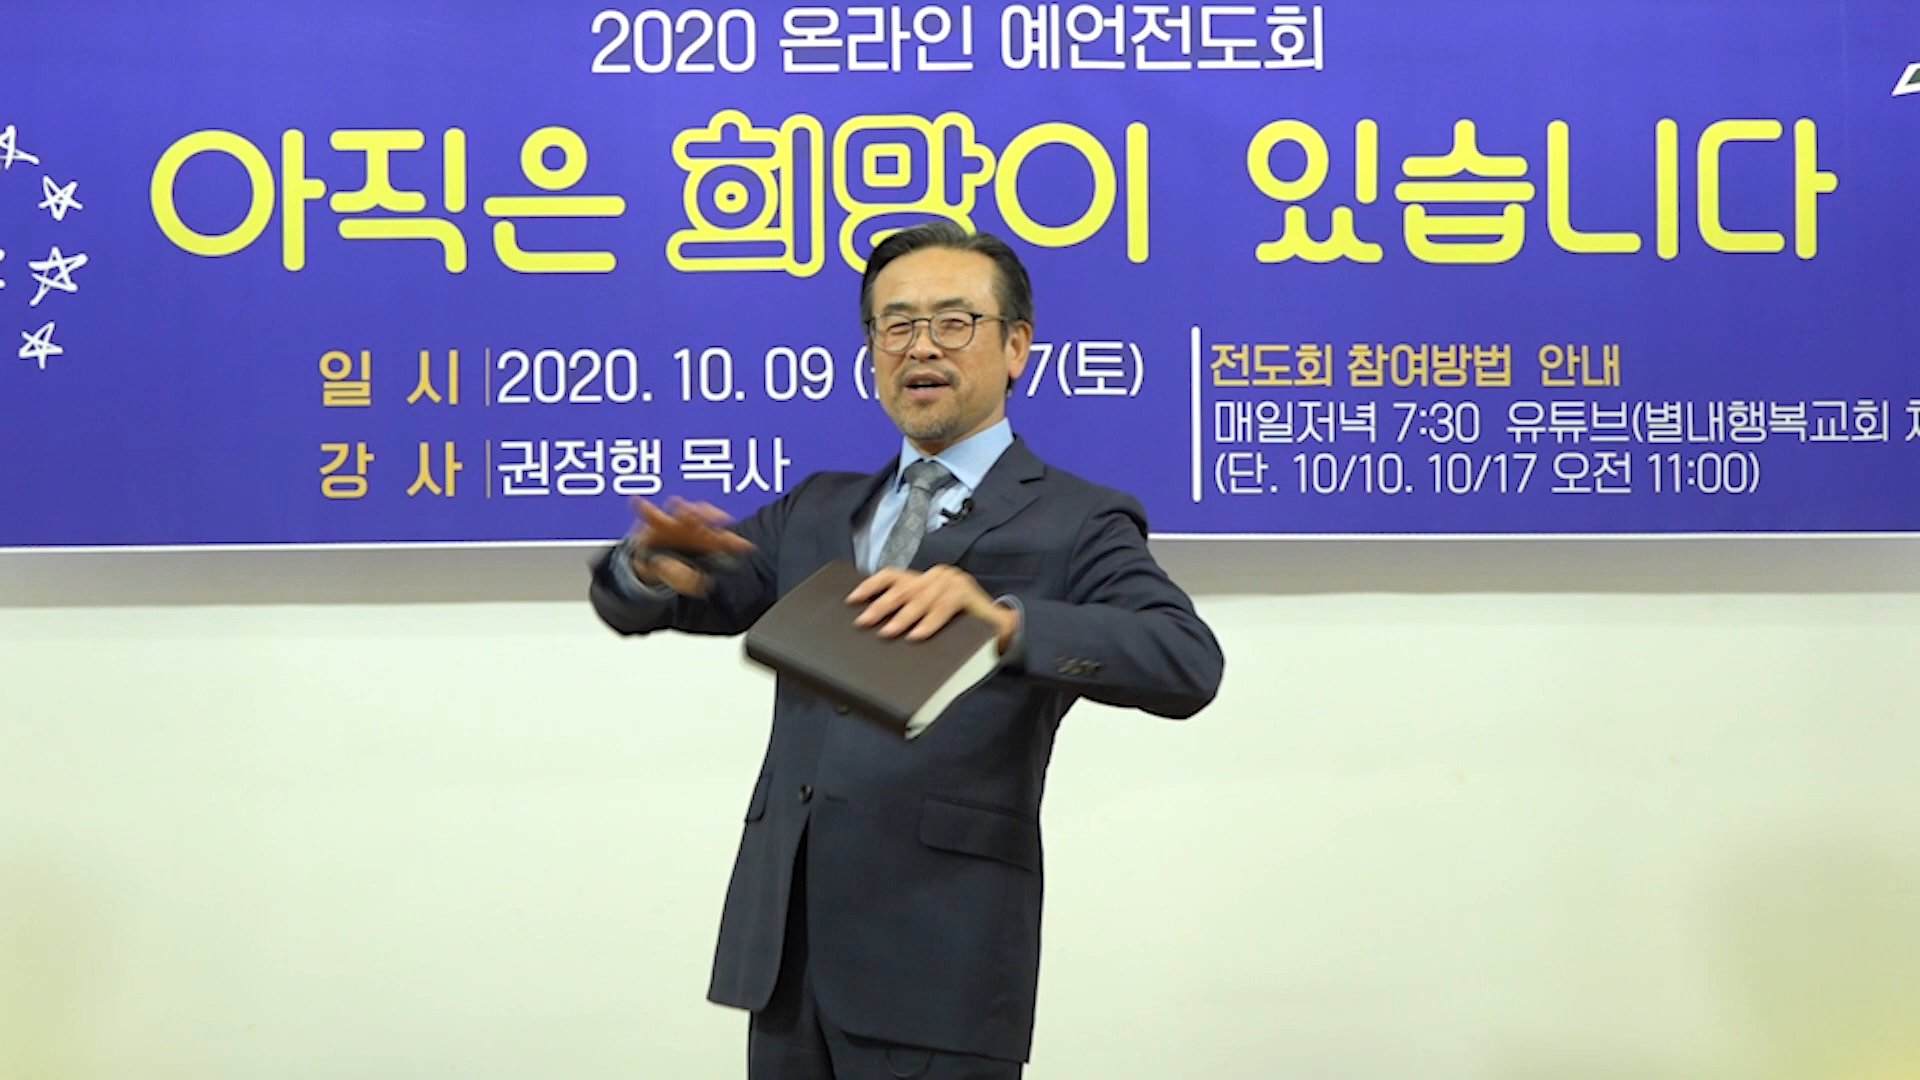 2020 온라인 예언전도회
아직은 희망이 있습니다
일 시 2020. 10. 09 ( 7(토)
강 사 권정행 목사
전도회 참여방법 안내
매일저녁 7:30 유튜브(별내행복교회
(단. 10/10. 10/17 오전 11:00)